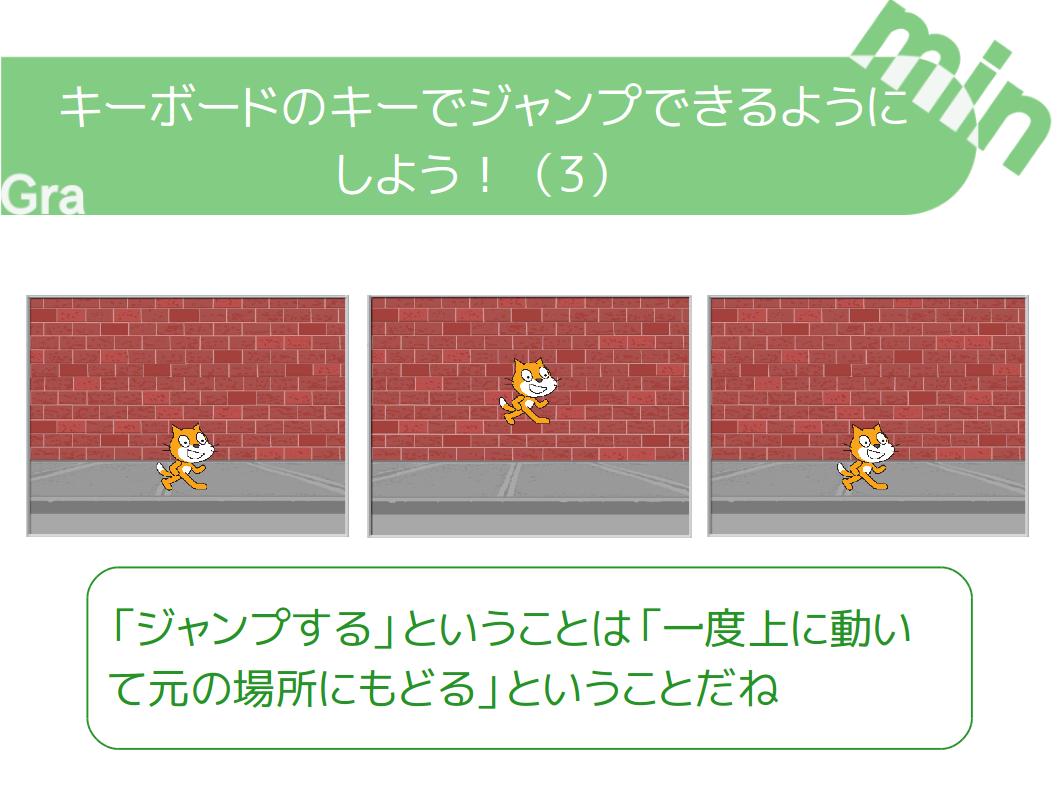 min
キーボードのキーでジャンプできるように
しよう！（３）
Gra
「ジャンプする」ということは「一度上に動い
て元の場所にもどる」ということだね